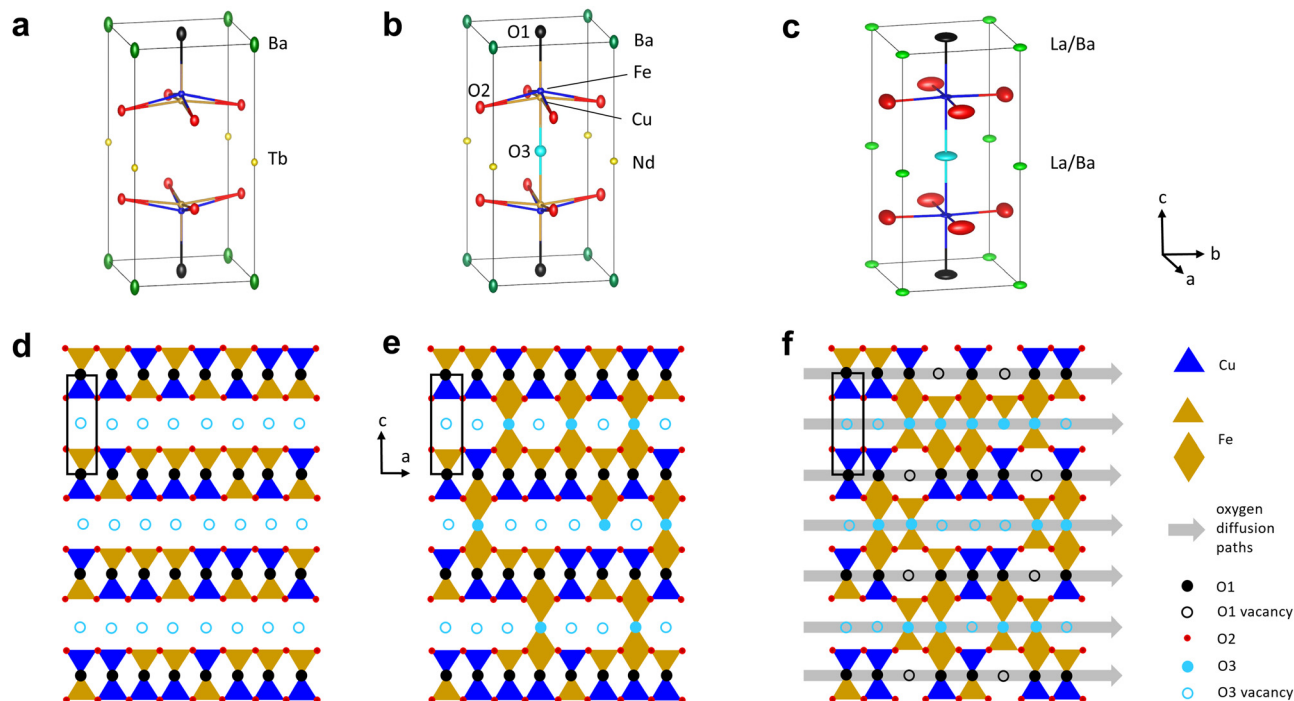 a
Ba
Tb
b
O1
Ba
Fe
O2
Cu
O3
Nd
c
La/Ba
La/Ba
c
b
a
d
e
c
a
f
Cu
Fe
oxygen
diffusion
paths
O1
O1 vacancy
O2
O3
O3 vacancy